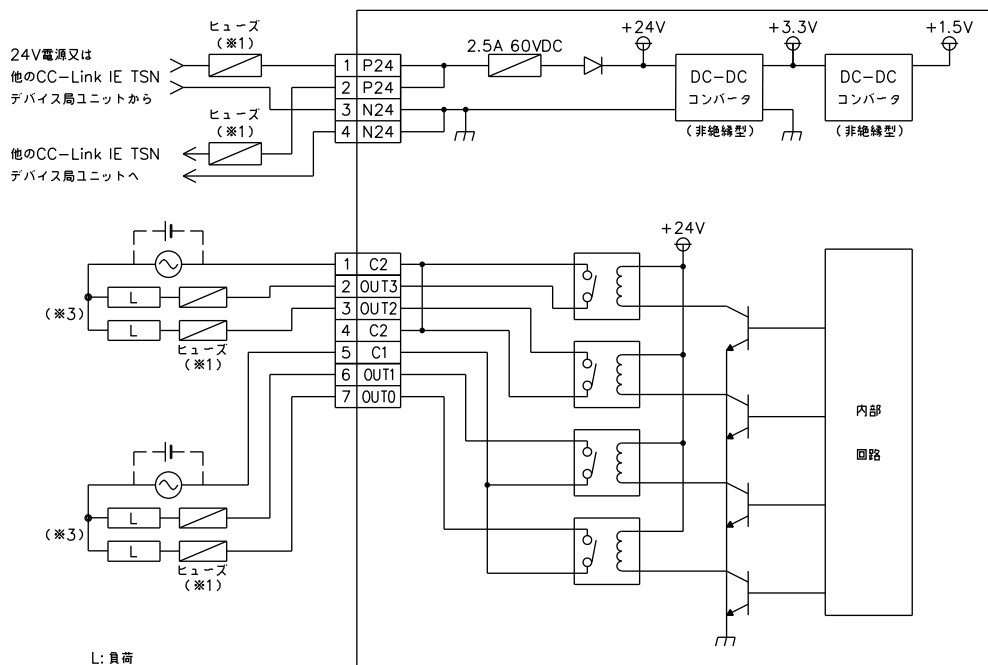 24V電源又は
他のCC-Link IE TSN
デバイス局ユニットから
ヒューズ
(※1)
ヒューズ
(※1)
他のCC-Link IE TSN
デバイス局ユニットへ
1 P24
2 P24
3 N24
4 N24
2.5A 60VDC
+24V
DC-DC
コンバータ
(非絶縁型)
+3.3V
DC-DC
コンバータ
(非絶縁型)
+1.5V
+24V
1 C2
2 OUT3
3 OUT2
4 C2
5 C1
6 OUT1
7 OUT0
L
L
(※3)
ヒューズ
(※1)
L
L
(※3)
ヒューズ
(※1)
内部
回路
L: 負荷